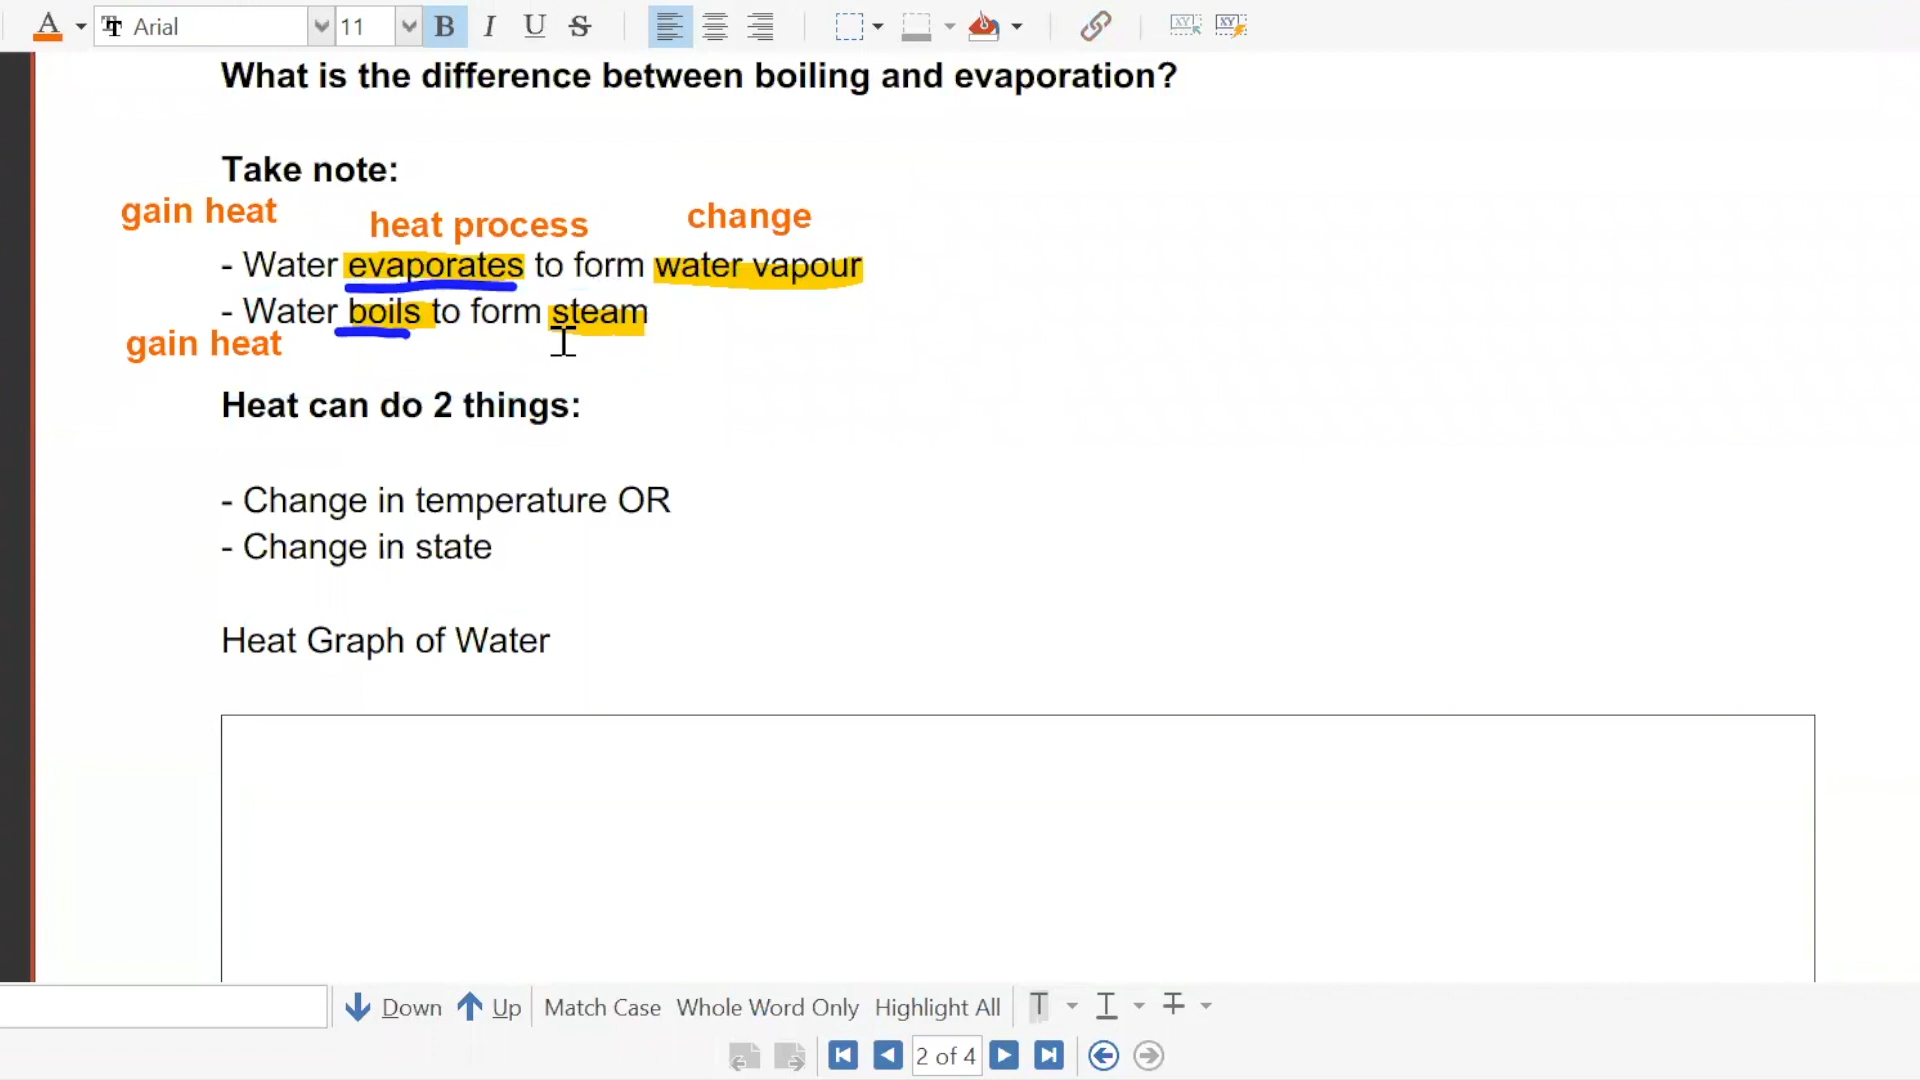 A Arial 11 B I U S
What is the difference between boiling and evaporation?
Take note:
gain heat heat process change
- Water evaporates to form water vapour
- Water boils to form steam
gain heat
Heat can do 2 things:
- Change in temperature OR
- Change in state
Heat Graph of Water
Down Up Match Case Whole Word Only Highlight All T T T
2 of 4